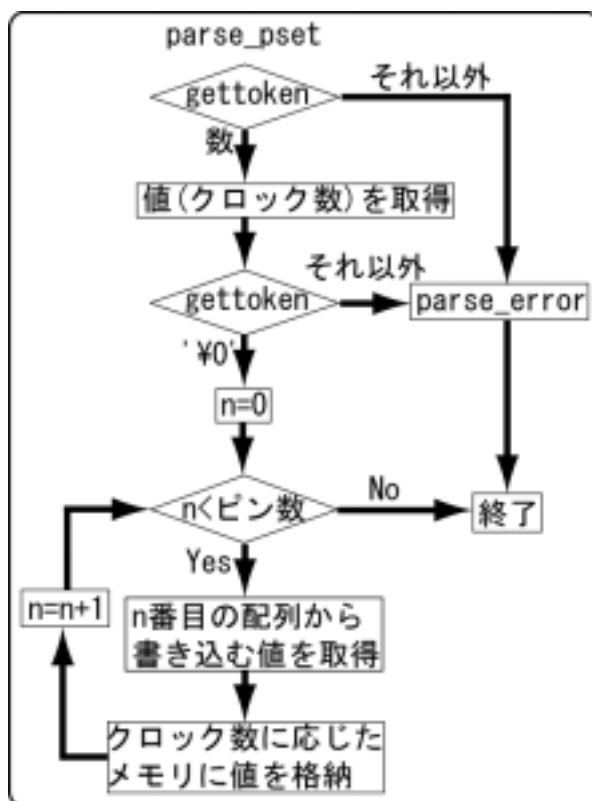 parse_pset
gettoken
それ以外
数
値(クロック数)を取得
gettoken
それ以外
parse_error
'¥0'
n=0
n<ピン数
No
終了
Yes
n=n+1
n番目の配列から
書き込む値を取得
クロック数に応じた
メモリに値を格納